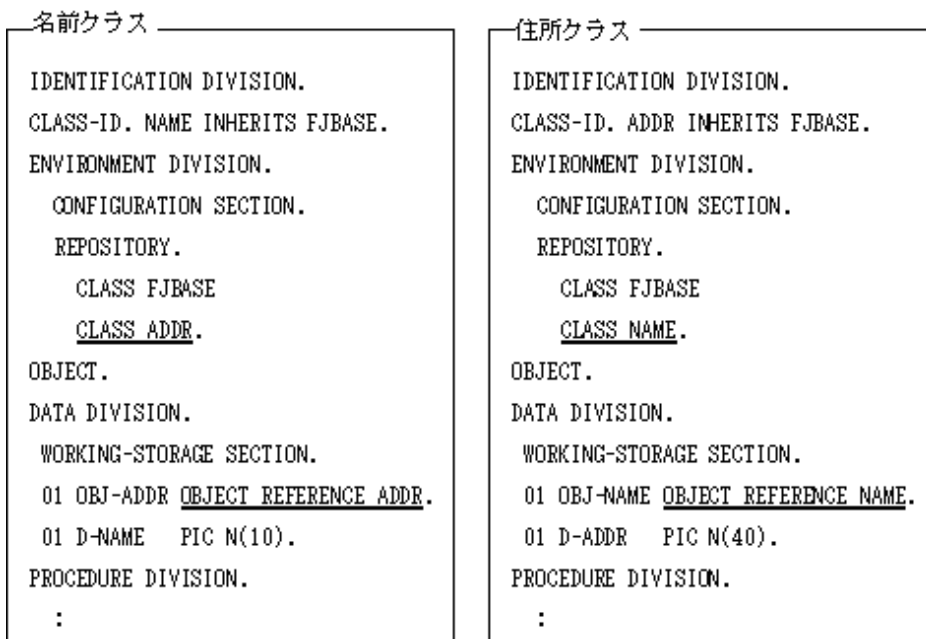 名前クラス
IDENTIFICATION DIVISION.
CLASS-ID. NAME INHERITS FJBASE.
ENVIRONMENT DIVISION.
CONFIGURATION SECTION.
REPOSITORY.
CLASS FJBASE
CLASS ADDR.
OBJECT.
DATA DIVISION.
WORKING-STORAGE SECTION.
01 OBJ-ADDR OBJECT REFERENCE ADDR.
01 D-NAME PIC N(10).
PROCEDURE DIVISION.
:
住所クラス
IDENTIFICATION DIVISION.
CLASS-ID. ADDR INHERITS FJBASE.
ENVIRONMENT DIVISION.
CONFIGURATION SECTION.
REPOSITORY.
CLASS FJBASE
CLASS NAME.
OBJECT.
DATA DIVISION.
WORKING-STORAGE SECTION.
01 OBJ-NAME OBJECT REFERENCE NAME.
01 D-ADDR PIC N(40).
PROCEDURE DIVISION.
: